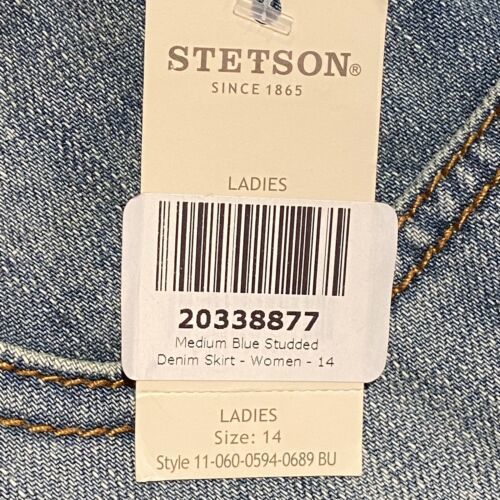 STETSON®
SINCE 1865
LADIES
20338877
Medium Blue Studded
Denim Skirt - Women - 14
LADIES
Size: 14
Style 11-060-0594-0689 BU